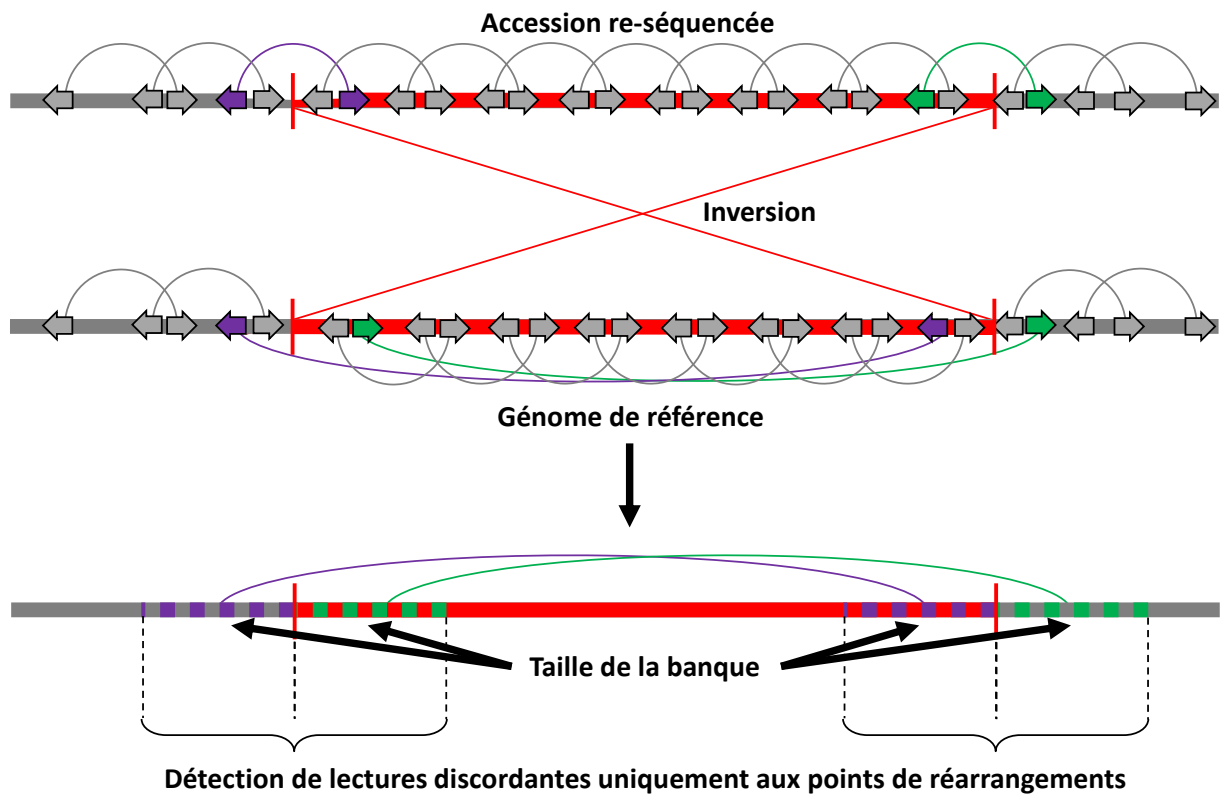 Accession re-séquencée
Inversion
Génome de référence
Taille de la banque
Détection de lectures discordantes uniquement aux points de réarrangements